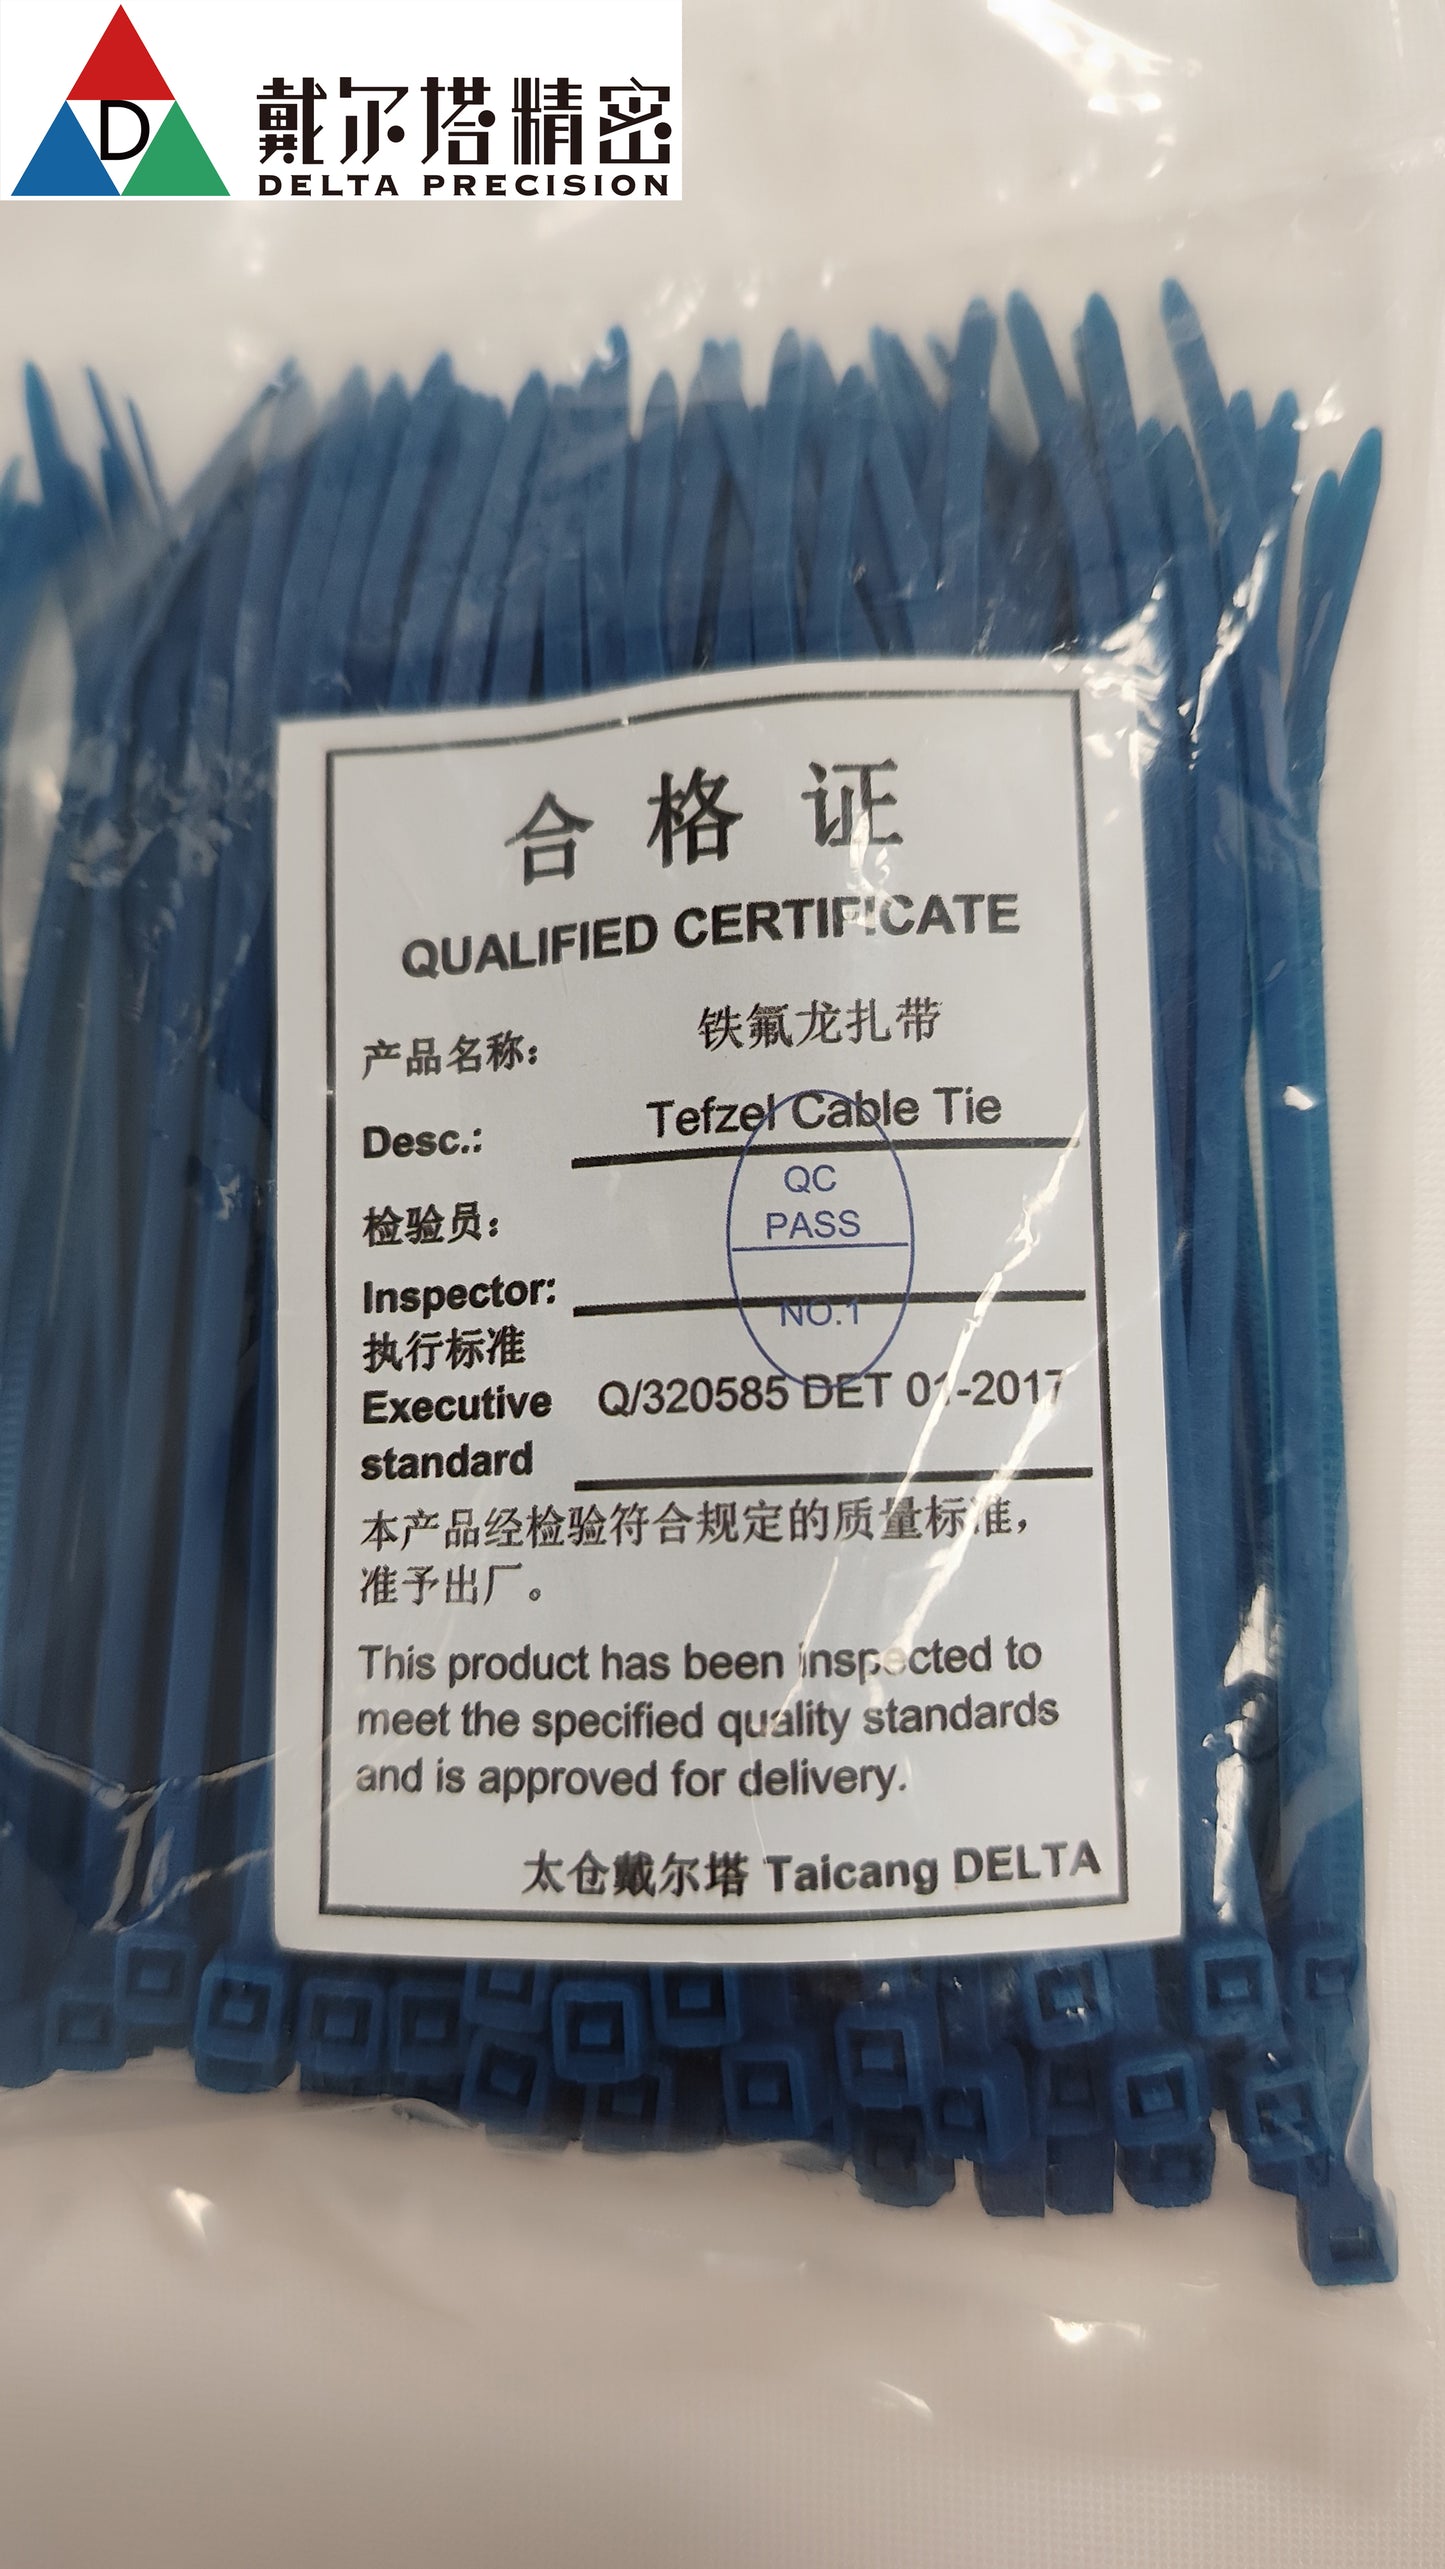 D
戴尔塔精密
DELTA PRECISION
合格证
QUALIFIED CERTIFICATE
产品名称: 铁氟龙扎带
Desc.: Tefzel Cable Tie
QC
PASS
检验员:
Inspector:
NO.1
执行标准
Executive Q/320585 DET 01-2017
standard
本产品经检验符合规定的质量标准,
准予出厂。
This product has been inspected to
meet the specified quality standards
and is approved for delivery.
太仓戴尔塔 Taicang DELTA